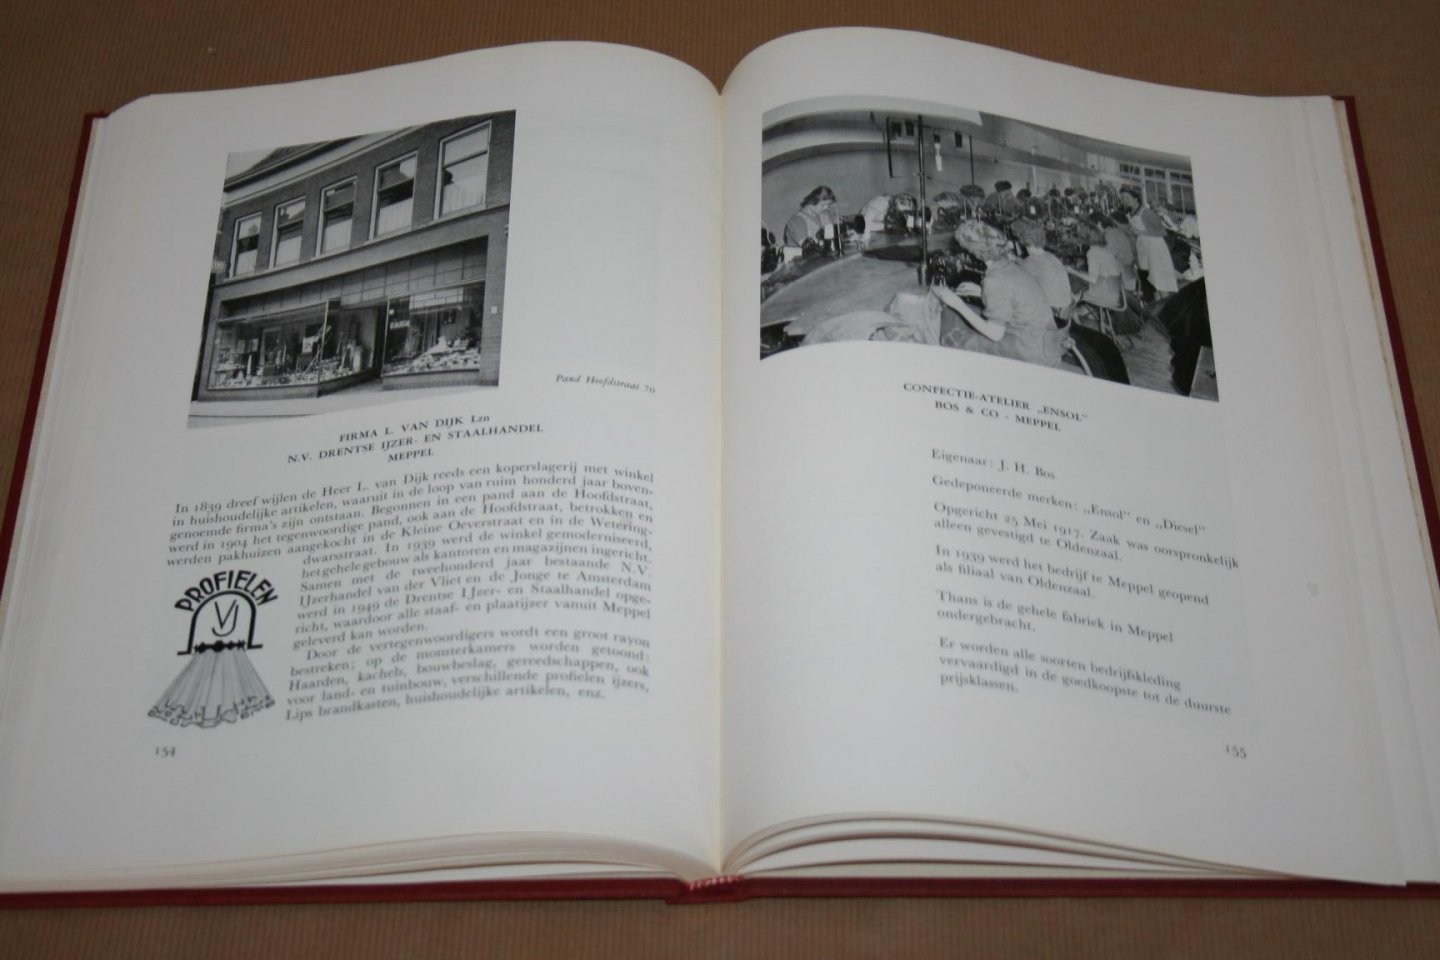 Pand Hoofdstraat 70
FIRMA L. VAN DIJK Lzn
N.V. DRENTSE IJZER- EN STAALHANDEL
MEPPEL
In 1839 dreef wijlen de Heer L. van Dijk reeds een koperslagerij met winkel
in huishoudelijke artikelen, waaruit in de loop van ruim honderd jaar boven-
genoemde firma's zijn ontstaan. Begonnen in een pand aan de Hoofdstraat,
werd in 1904 het tegenwoordige pand, ook aan de Hoofdstraat, betrokken en
werden pakhuizen aangekocht in de Kleine Oeverstraat en in de Wetering-
dwarsstraat. In 1939 werd de winkel gemoderniseerd,
het gehele gebouw als kantoren en magazijnen ingericht.
Samen met de tweehonderd jaar bestaande N.V.
IJzerhandel van der Vliet en de Jonge te Amsterdam
werd in 1949 de Drentse IJzer- en Staalhandel opge-
richt, waardoor alle staaf- en plaatijzer vanuit Meppel
geleverd kan worden.
Door de vertegenwoordigers wordt een groot rayon
bestreken; op de monsterkamers worden getoond:
Haarden, kachels, bouwbeslag, gereedschappen, ook
voor land- en tuinbouw, verschillende profielen ijzers,
Lips brandkasten, huishoudelijke artikelen, enz.
PROFIELEN
VJ
154
CONFECTIE-ATELIER „ENSOL"
BOS & CO - MEPPEL
Eigenaar: J. H. Bos
Gedeponeerde merken: „Ensol" en „Diesel"
Opgericht 25 Mei 1917. Zaak was oorspronkelijk
alleen gevestigd te Oldenzaal.
In 1939 werd het bedrijf te Meppel geopend
als filiaal van Oldenzaal.
Thans is de gehele fabriek in Meppel
ondergebracht.
Er worden alle soorten bedrijfskleding
vervaardigd in de goedkoopste tot de duurste
prijsklassen.
155